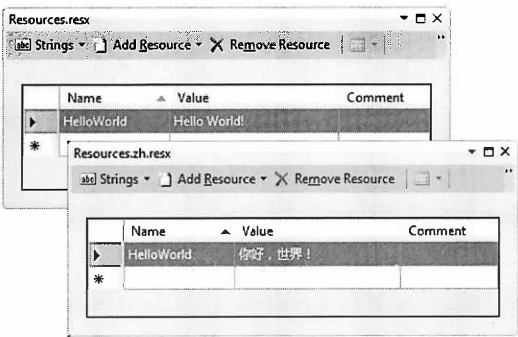 Resources.resx
Strings Add Resource Remove Resource
Name Value Comment
HelloWorld Hello World!
Resources.zh.resx
Strings Add Resource Remove Resource
Name Value Comment
HelloWorld 你好，世界！